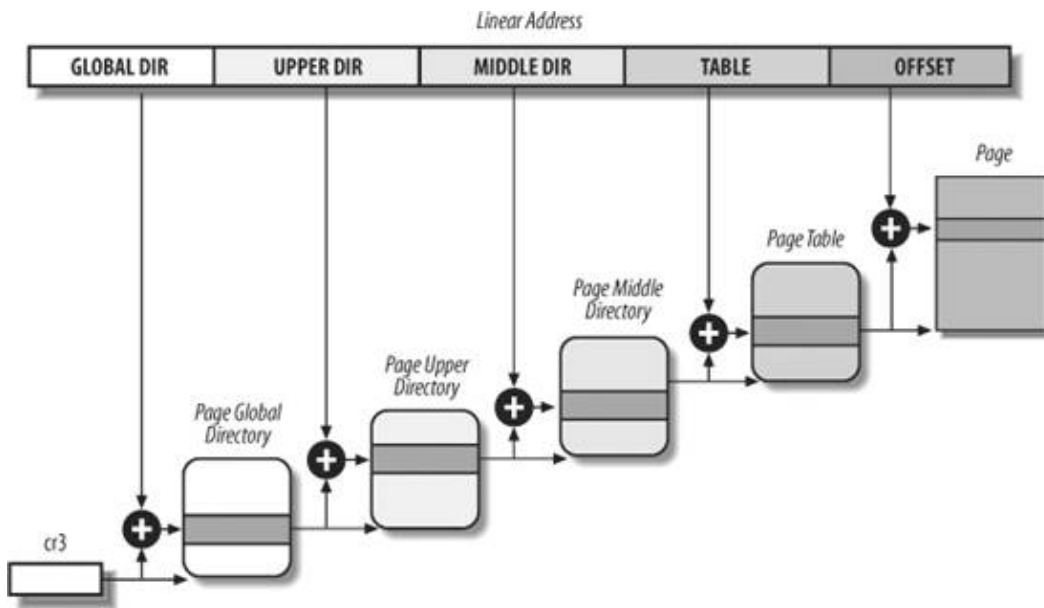 Linear Address
GLOBAL DIR
UPPER DIR
MIDDLE DIR
TABLE
OFFSET
Page
Page Table
Page Middle
Directory
Page Upper
Directory
Page Global
Directory
cr3